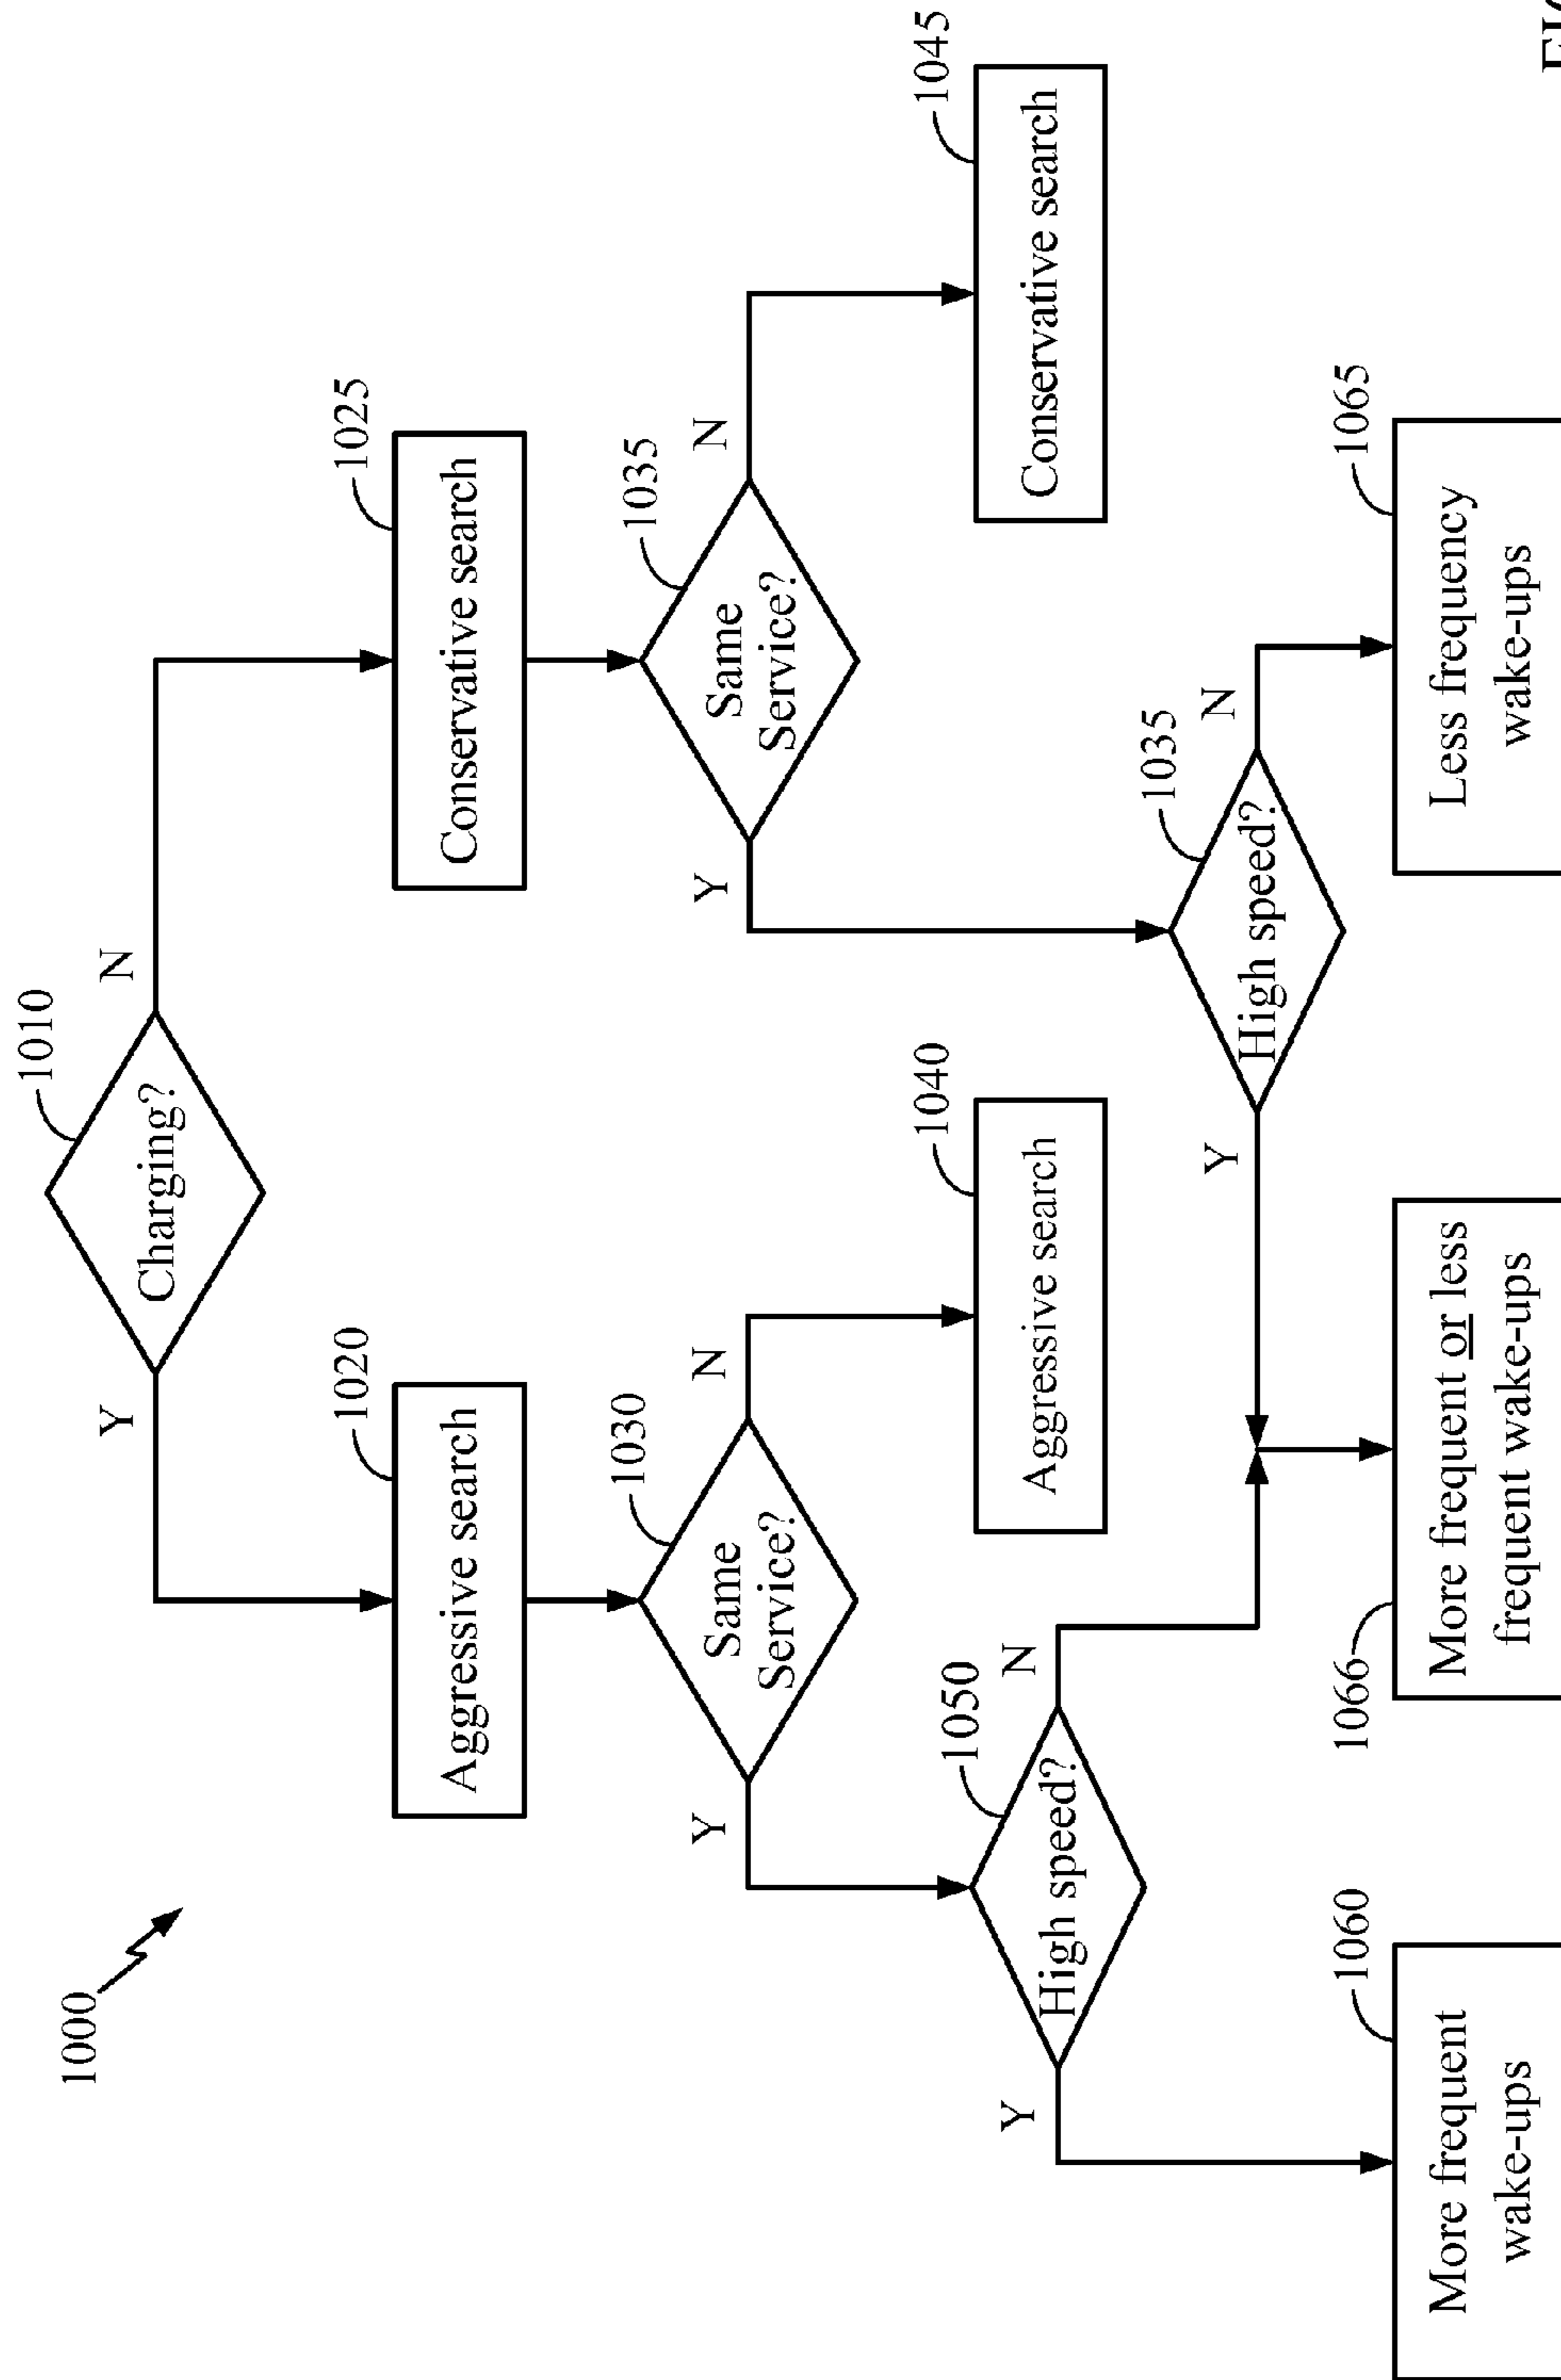 1000
1010
Charging?
Y
N
1020
Aggressive search
1025
Conservative search
1030
Same
Service?
Y
N
1035
Same
Service?
Y
N
1040
Aggressive search
1045
Conservative search
1050
High speed?
Y
N
1035
High speed?
Y
N
1060
More frequent
wake-ups
1066
More frequent or less
frequent wake-ups
1065
Less frequency
wake-ups